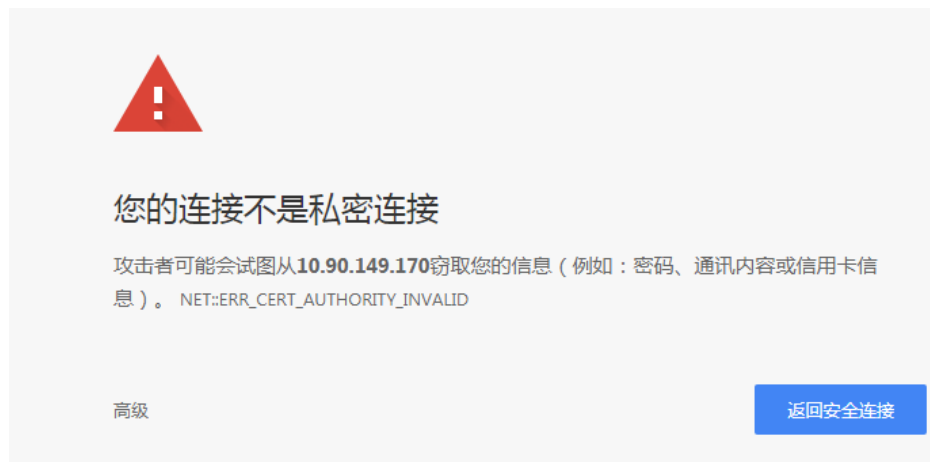 您的连接不是私密连接
攻击者可能会试图从10.90.149.170窃取您的信息（例如：密码、通讯内容或信用卡信
息）。 NET::ERR_CERT_AUTHORITY_INVALID
高级
返回安全连接